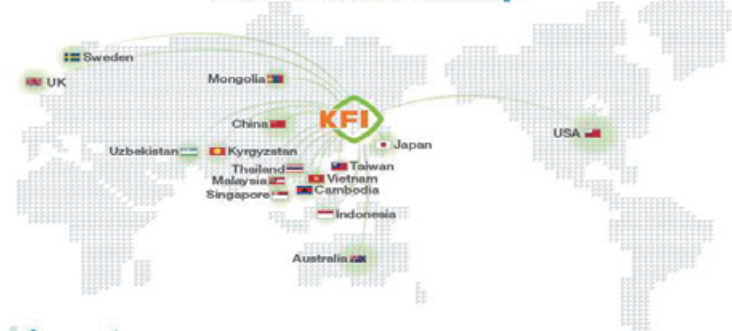 Sweden
UK
Mongolia
KFI
China
USA
Japan
Uzbekistan
Kyrgyzstan
Taiwan
Thailand
Vietnam
Malaysia
Cambodia
Singapore
Indonesia
Australia